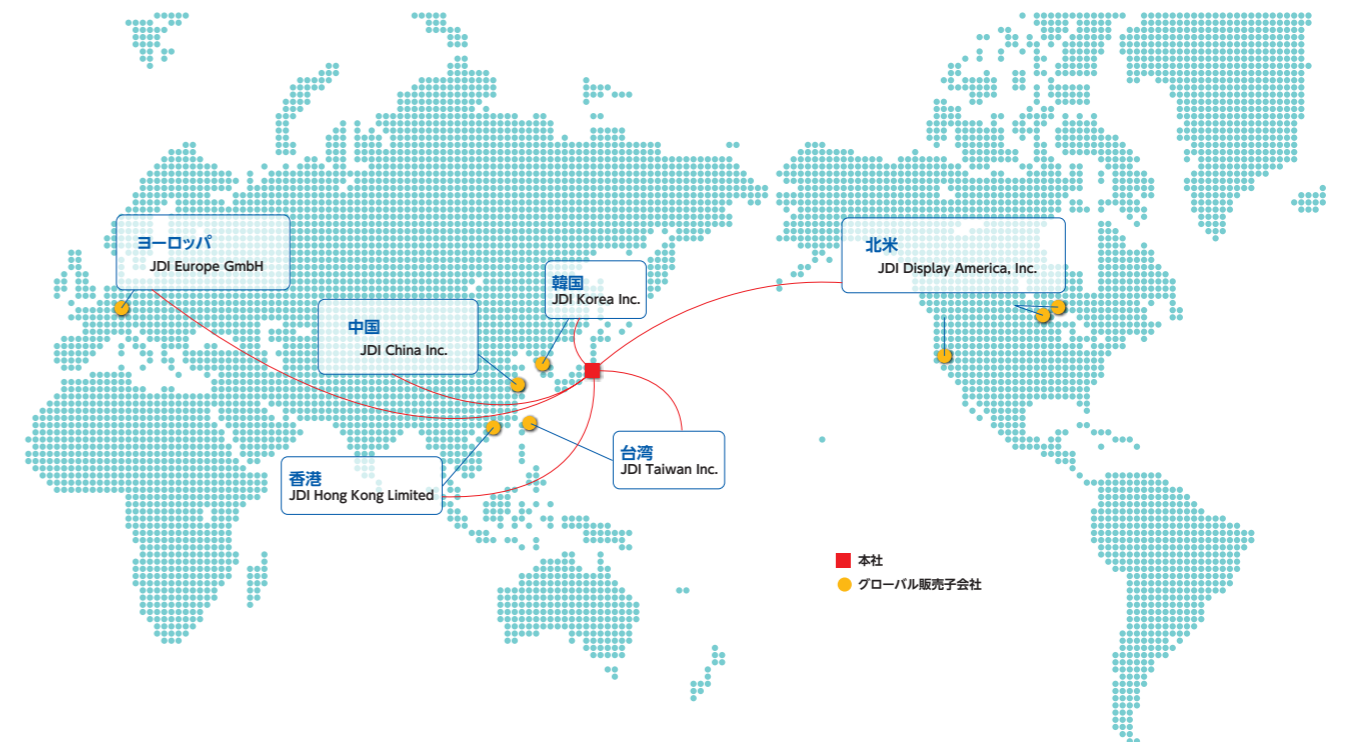 ヨーロッパ
JDI Europe GmbH
北米
JDI Display America, Inc.
韓国
JDI Korea Inc.
中国
JDI China Inc.
台湾
JDI Taiwan Inc.
香港
JDI Hong Kong Limited
本社
グローバル販売子会社